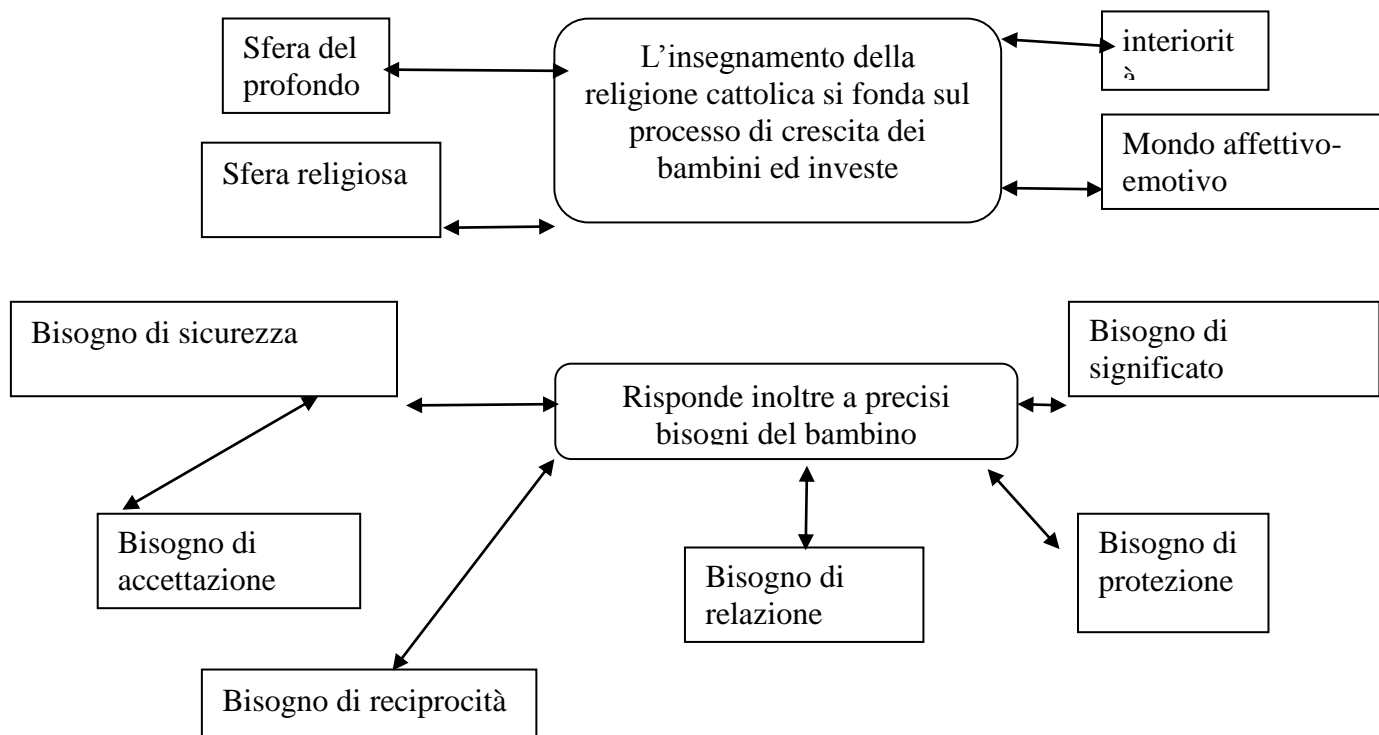 Sfera del
profondo
L’insegnamento della
religione cattolica si fonda sul
processo di crescita dei
bambini ed investe
interiorit
à
Sfera religiosa
Mondo affettivo-
emotivo
Bisogno di sicurezza
Bisogno di
significato
Risponde inoltre a precisi
bisogni del bambino
Bisogno di
accettazione
Bisogno di
relazione
Bisogno di
protezione
Bisogno di reciprocità